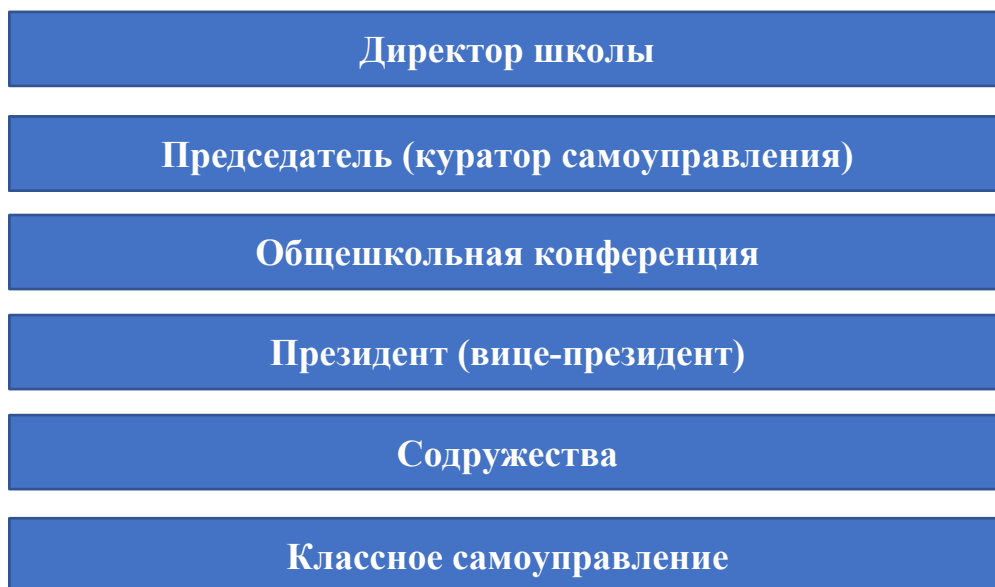 Директор школы
Председатель (куратор самоуправления)
Общешкольная конференция
Президент (вице-президент)
Содружества
Классное самоуправление